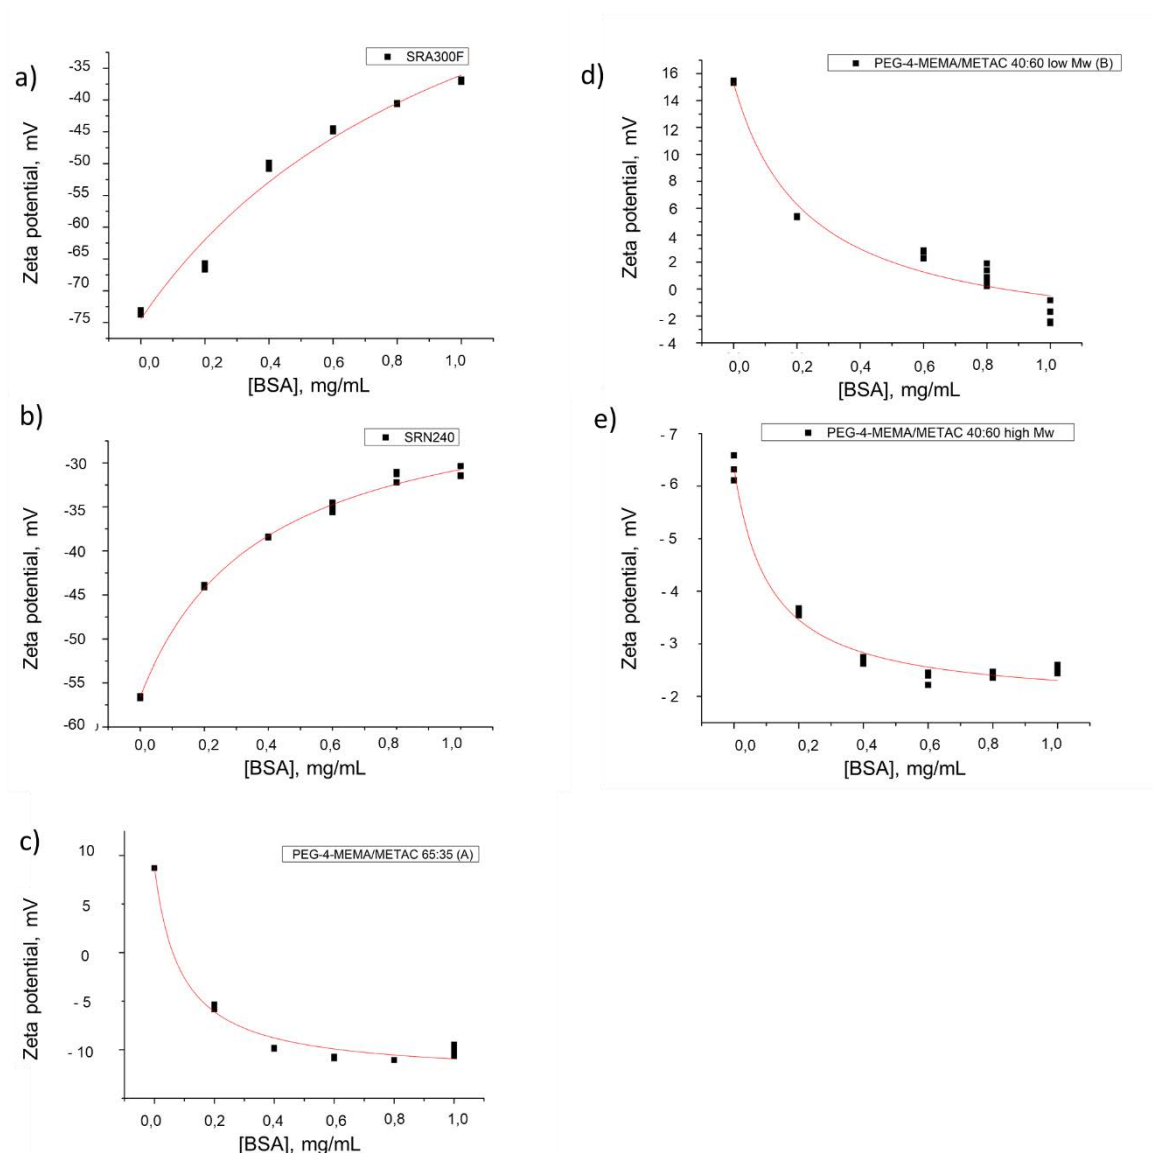 a)
SRA300F
Zeta potential, mV
-35
-40
-45
-50
-55
-60
-65
-70
-75
0,0 0,2 0,4 0,6 0,8 1,0
[BSA], mg/mL
b)
SRN240
Zeta potential, mV
-30
-35
-40
-45
-50
-55
-60
0,0 0,2 0,4 0,6 0,8 1,0
[BSA], mg/mL
c)
PEG-4-MEMA/METAC 65:35 (A)
Zeta potential, mV
10
5
0
- 5
- 10
0,0 0,2 0,4 0,6 0,8 1,0
[BSA], mg/mL
d)
PEG-4-MEMA/METAC 40:60 low Mw (B)
Zeta potential, mV
16
14
12
10
8
6
4
2
0
- 2
- 4
0,0 0,2 0,4 0,6 0,8 1,0
[BSA], mg/mL
e)
PEG-4-MEMA/METAC 40:60 high Mw
Zeta potential, mV
- 7
- 6
- 5
- 4
- 3
- 2
0,0 0,2 0,4 0,6 0,8 1,0
[BSA], mg/mL